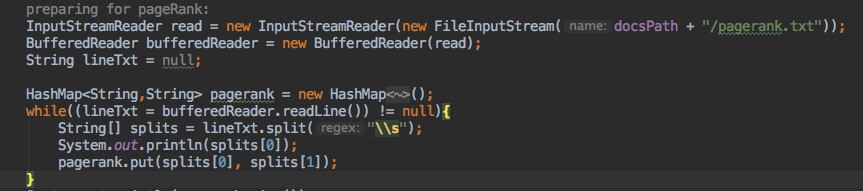 preparing for pageRank:
InputStreamReader read = new InputStreamReader(new FileInputStream( name: docsPath + "/pagerank.txt"));
BufferedReader bufferedReader = new BufferedReader(read);
String lineTxt = null;
HashMap<String,String> pagerank = new HashMap<~>();
while((lineTxt = bufferedReader.readLine()) != null){
String[] splits = lineTxt.split( regex: "\\s");
System.out.println(splits[0]);
pagerank.put(splits[0], splits[1]);
}